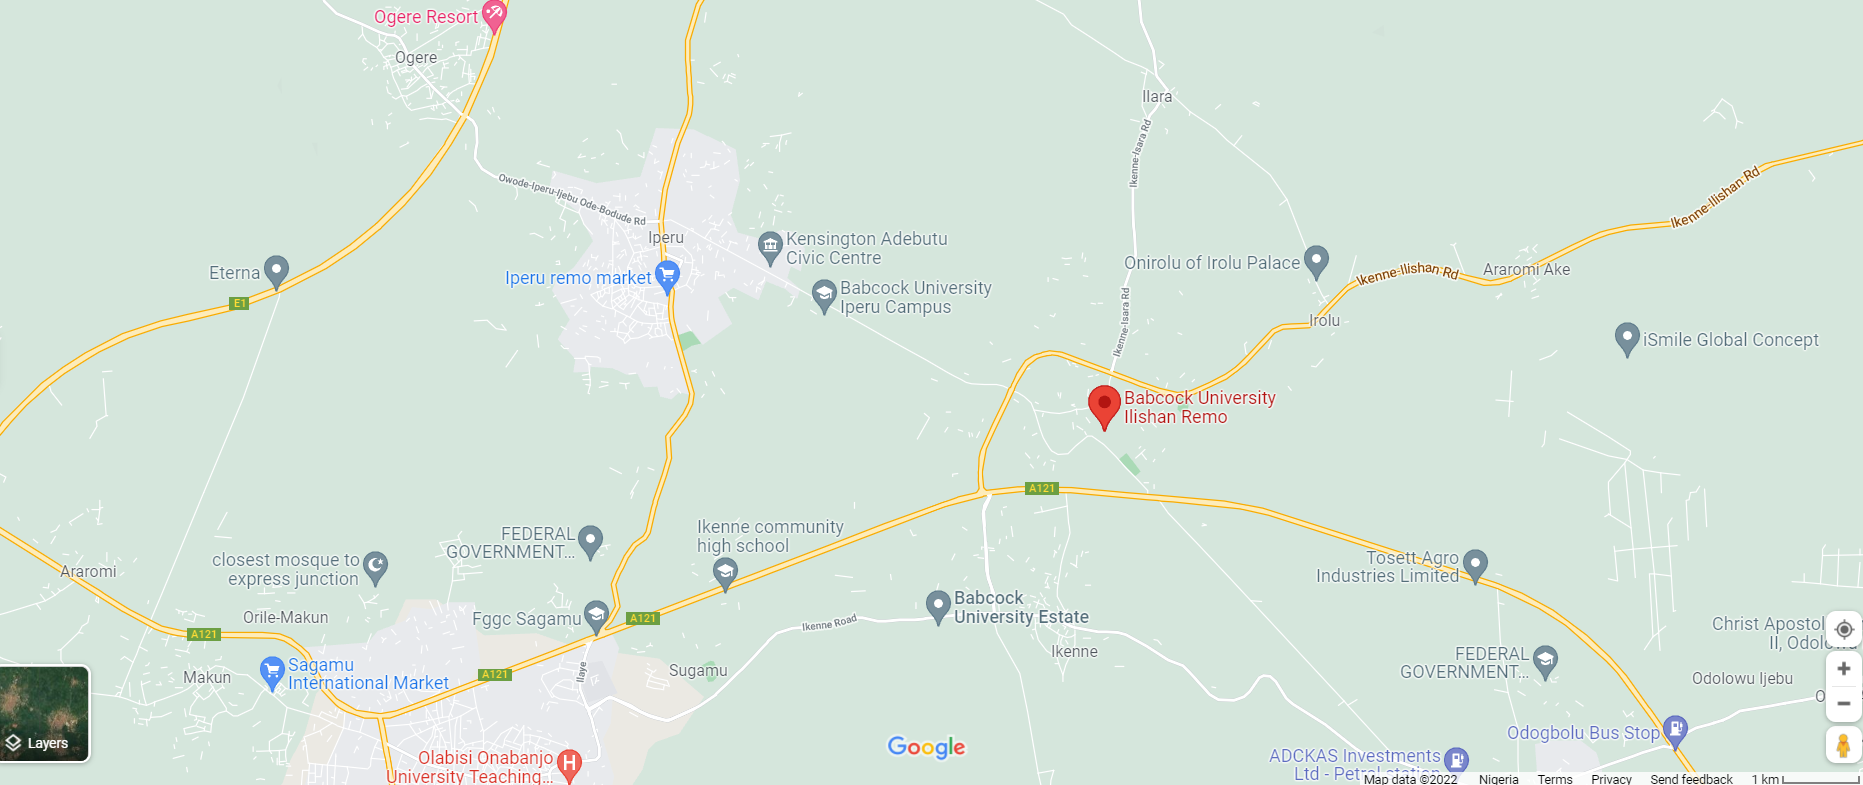 Ogere Resort
Ogere
Ilara
Ikenne-Isara Rd
Ikenne-Ilishan Rd
Owode-Iperu-Ijebu Ode-Bodude Rd
Iperu
Kensington Adebutu
Civic Centre
Eterna
Iperu remo market
Babcock University
Iperu Campus
Onirolu of Irolu Palace
Ikenne-Ilishan Rd
Araromi Ake
E1
Ikenne-Isara Rd
Irolu
iSmile Global Concept
Babcock University
Ilishan Remo
A121
Ikenne community
high school
FEDERAL
GOVERNMENT...
closest mosque to
express junction
Araromi
Tosett Agro
Industries Limited
Orile-Makun
Fggc Sagamu
A121
A121
Ikenne Road
Babcock
University Estate
Ikenne
Christ Apostol
II, Odolowu
FEDERAL
GOVERNMENT...
Odolowu Ijebu
O
Makun
Sagamu
International Market
A121
Ilaye
Sugamu
Layers
Olabisi Onabanjo
University Teaching...
H
Google
Odogbolu Bus Stop
ADCKAS Investments
Ltd - Petrol station
Map data ©2022 Nigeria Terms Privacy Send feedback 1 km